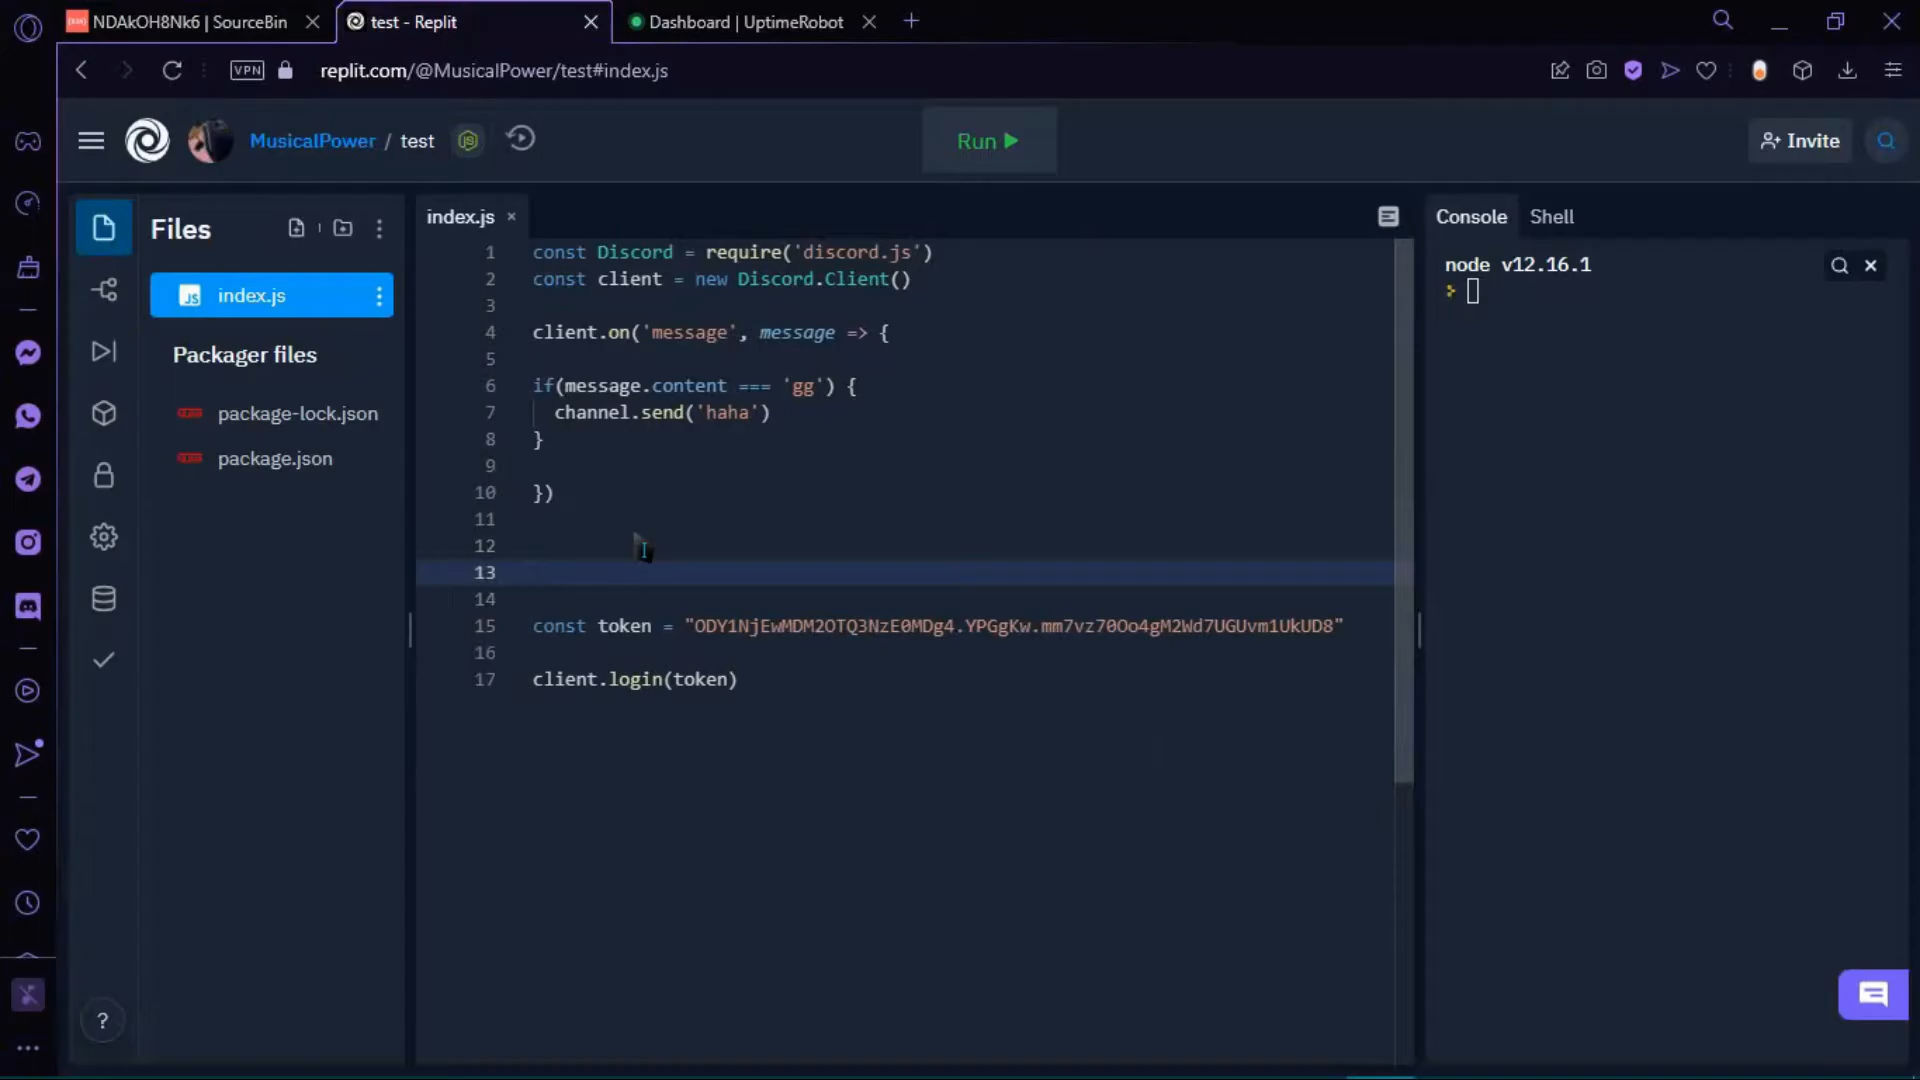 NDAkOH8Nk6 | SourceBin
test - Replit
Dashboard | UptimeRobot
VPN
replit.com/@MusicalPower/test#index.js
MusicalPower / test
Run
Invite
Files
index.js
Packager files
package-lock.json
package.json
index.js
1 const Discord = require('discord.js')
2 const client = new Discord.Client()
3
4 client.on('message', message => {
5
6 if(message.content === 'gg') {
7 channel.send('haha')
8 }
9
10 })
11
12
13
14
15 const token = "ODY1NjEwMDM2OTQ3NzE0MDg4.YPGgKw.mm7vz70Oo4gM2Wd7UGUvm1UkUD8"
16
17 client.login(token)
Console
Shell
node v12.16.1
?